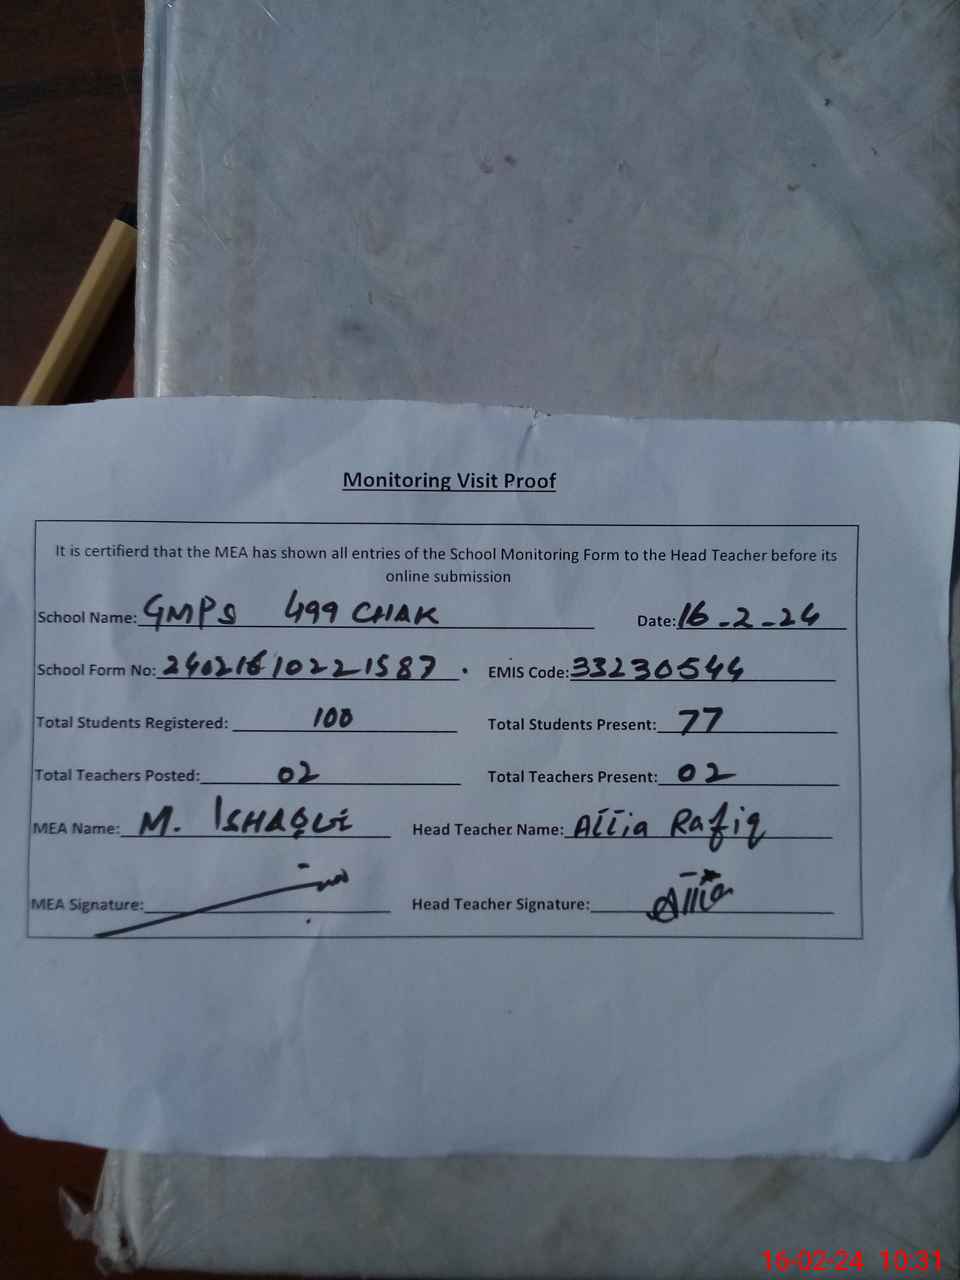 Monitoring Visit Proof
It is certifierd that the MEA has shown all entries of the School Monitoring Form to the Head Teacher before its
online submission
School Name: GMPS 499 CHAK Date: 16-2-24
School Form No: 24021610221587. EMIS Code: 33230544
Total Students Registered: 100 Total Students Present: 77
Total Teachers Posted: 02 Total Teachers Present: 02
MEA Name: M. Head Teacher Name: Allia Rafiq
MEA Signature: Head Teacher Signature: Allia
16-02-24 10:31